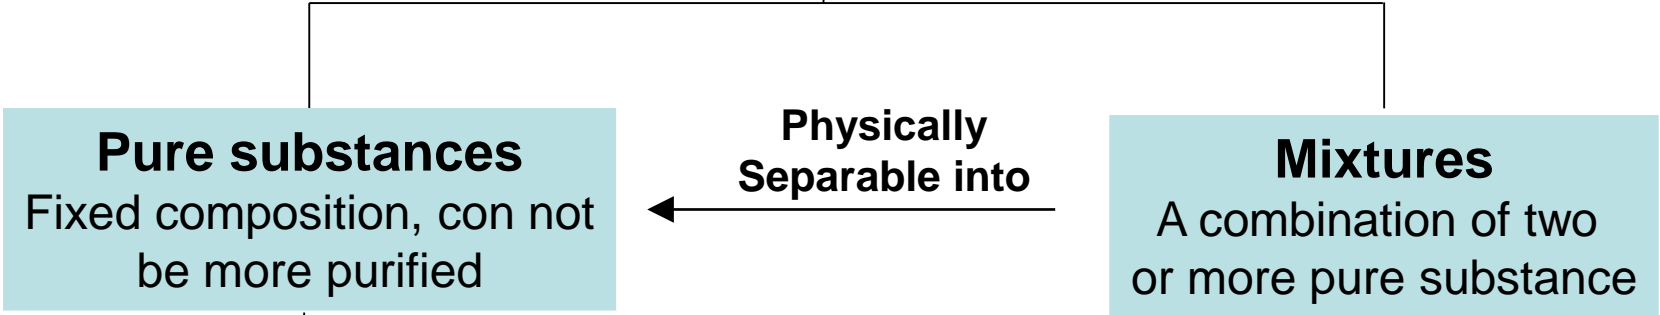 Pure substances
Fixed composition, con not
be more purified
Physically
Separable into
Mixtures
A combination of two
or more pure substance